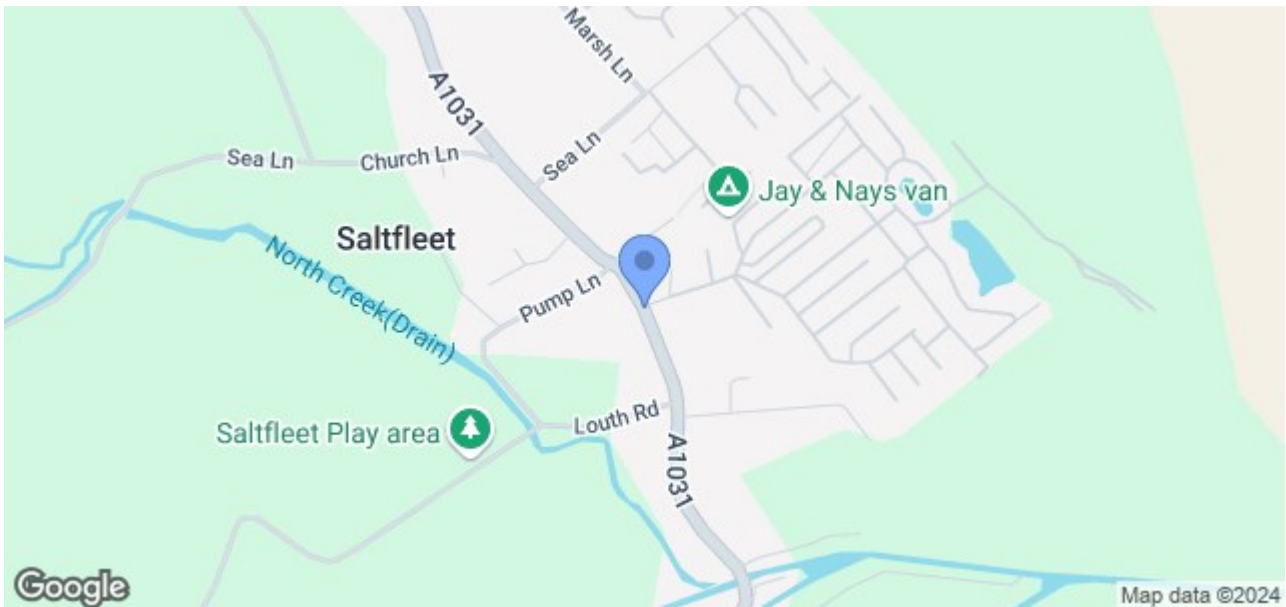 Marsh Ln
A1031
Sea Ln
Church Ln
Sea Ln
Jay & Nays van
Saltfleet
North Creek(Drain)
Pump Ln
Louth Rd
Saltfleet Play area
A1031
Google
Map data ©2024